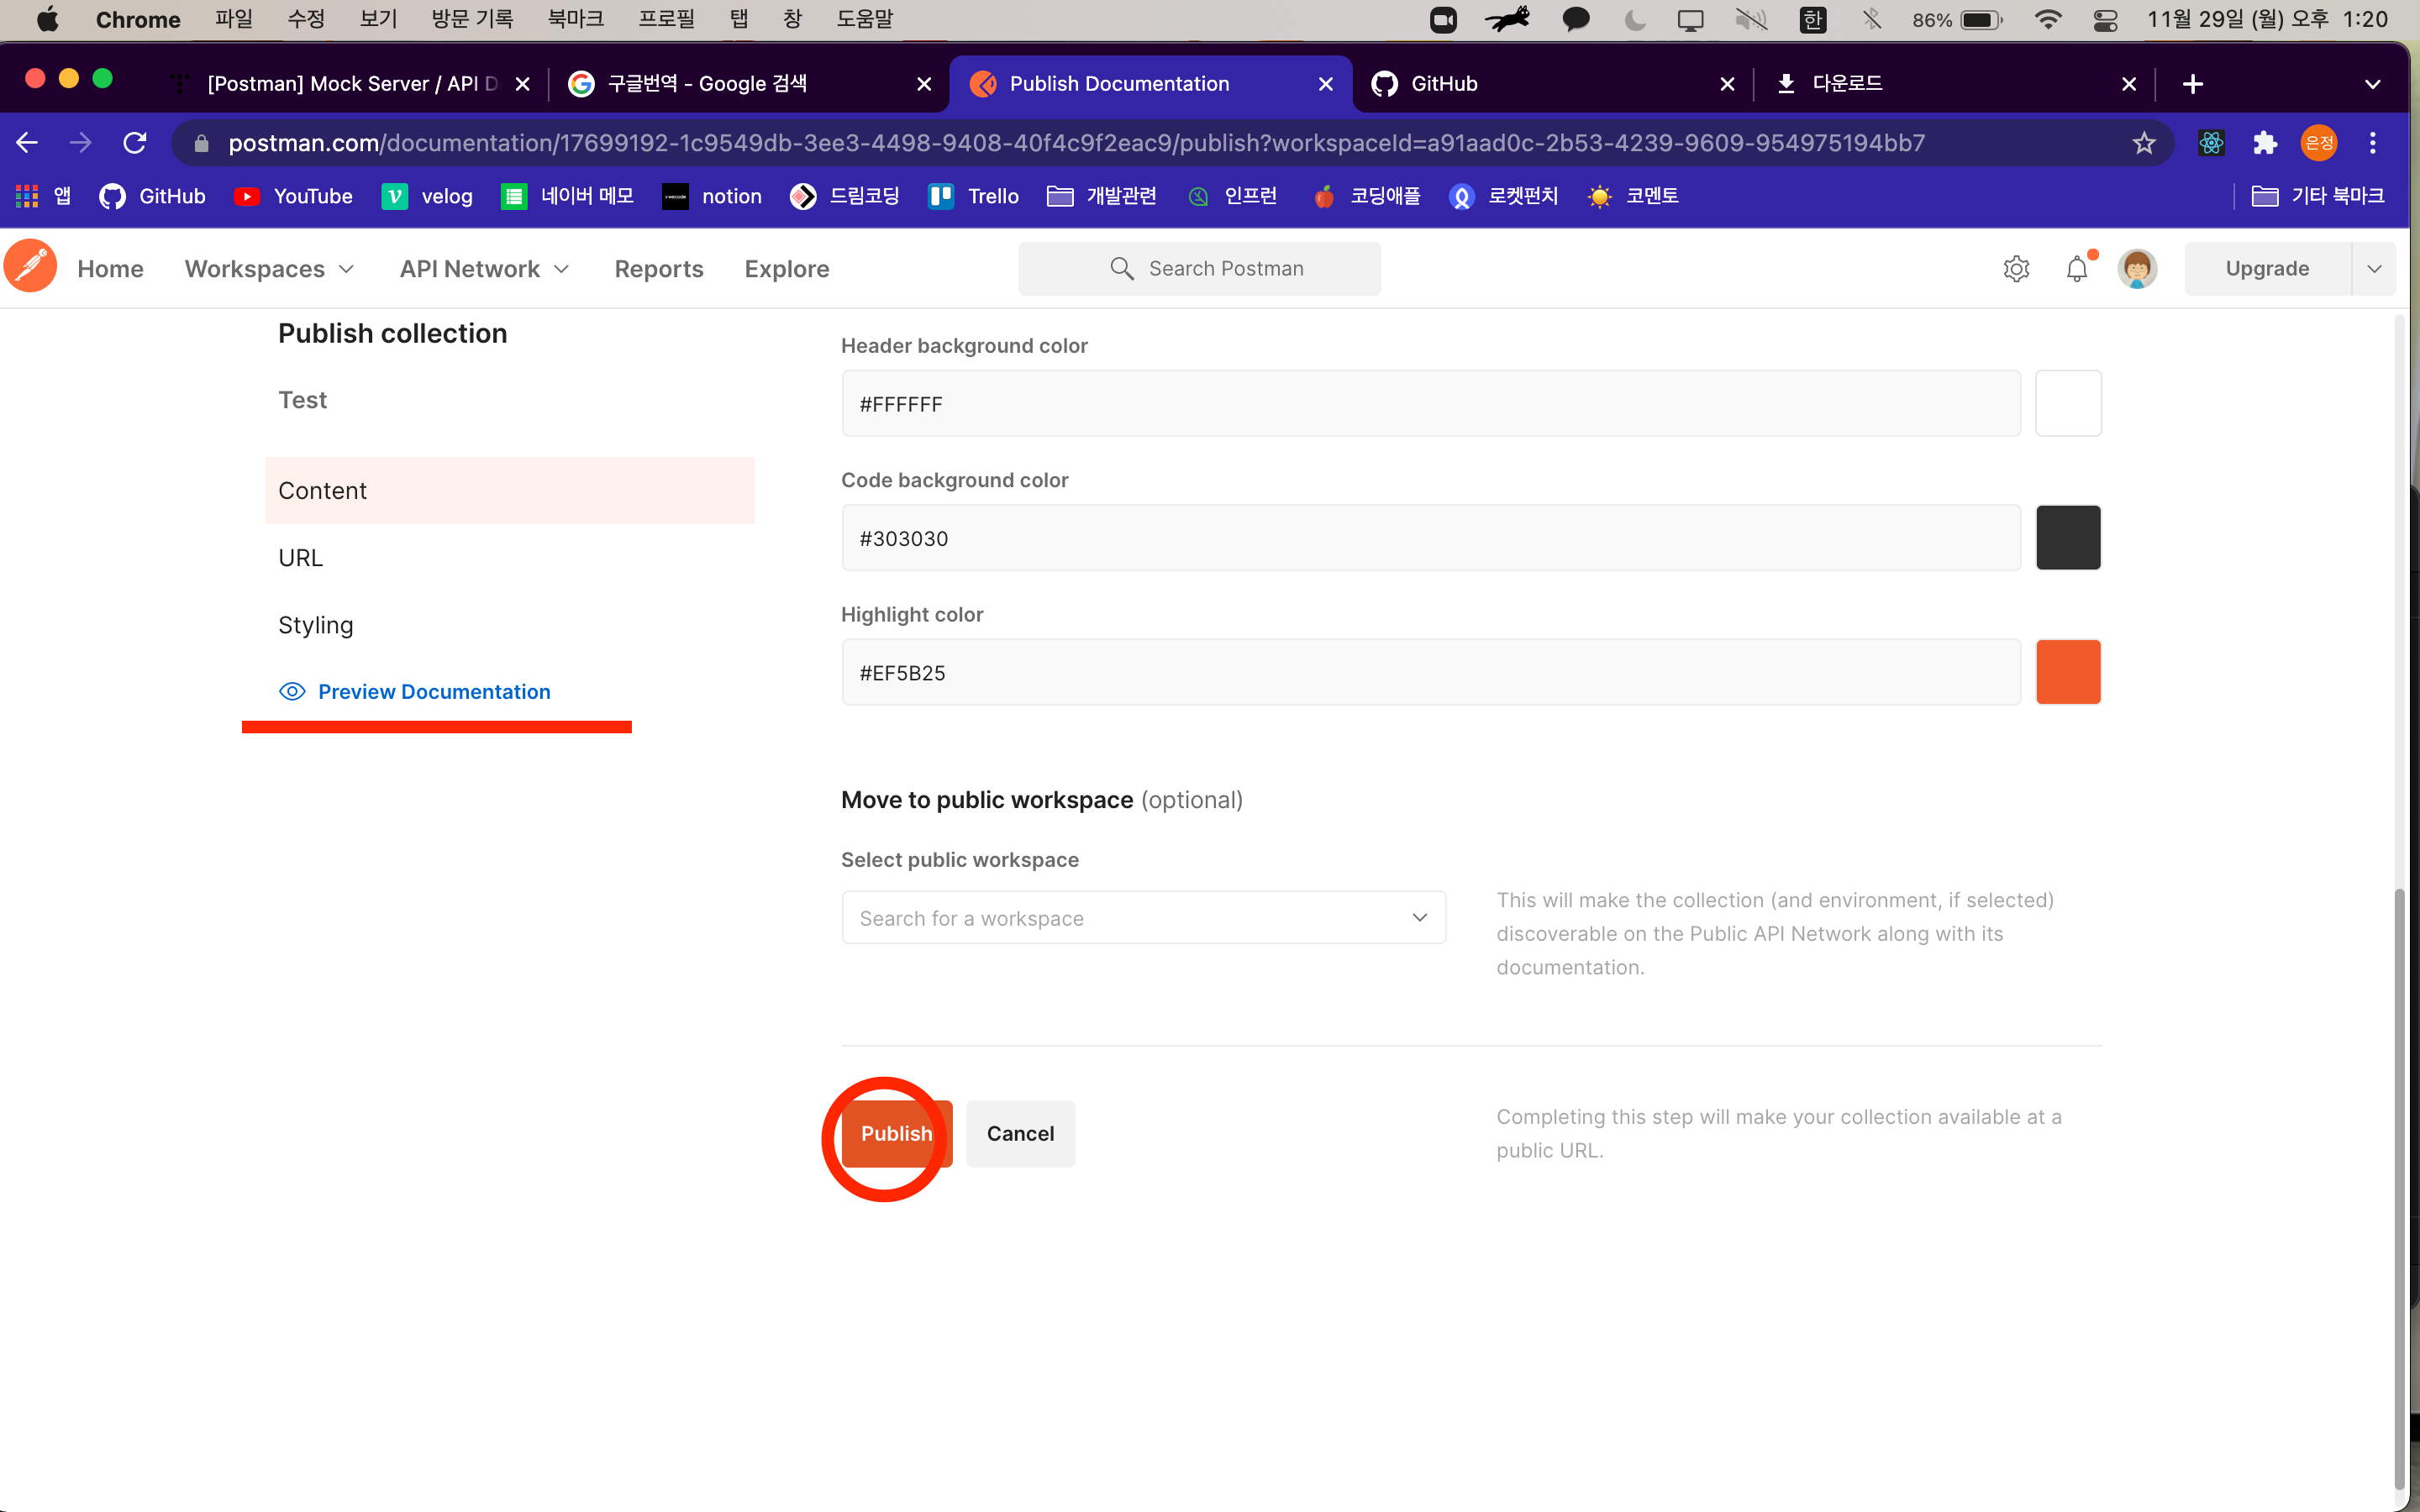 Chrome 파일 수정 보기 방문 기록 북마크 프로필 탭 창 도움말 한 86% 11월 29일 (월) 오후 1:20
[Postman] Mock Server / API D 구글번역 - Google 검색 Publish Documentation GitHub 다운로드
postman.com/documentation/17699192-1c9549db-3ee3-4498-9408-40f4c9f2eac9/publish?workspaceId=a91aad0c-2b53-4239-9609-954975194bb7 은정
앱 GitHub YouTube velog 네이버 메모 notion 드림코딩 Trello 개발관련 인프런 코딩애플 로켓펀치 코멘토 기타 북마크
Home Workspaces API Network Reports Explore Search Postman Upgrade
Publish collection
Test
Content
URL
Styling
Preview Documentation
Header background color
#FFFFFF
Code background color
#303030
Highlight color
#EF5B25
Move to public workspace (optional)
Select public workspace
Search for a workspace
This will make the collection (and environment, if selected)
discoverable on the Public API Network along with its
documentation.
Publish Cancel
Completing this step will make your collection available at a
public URL.